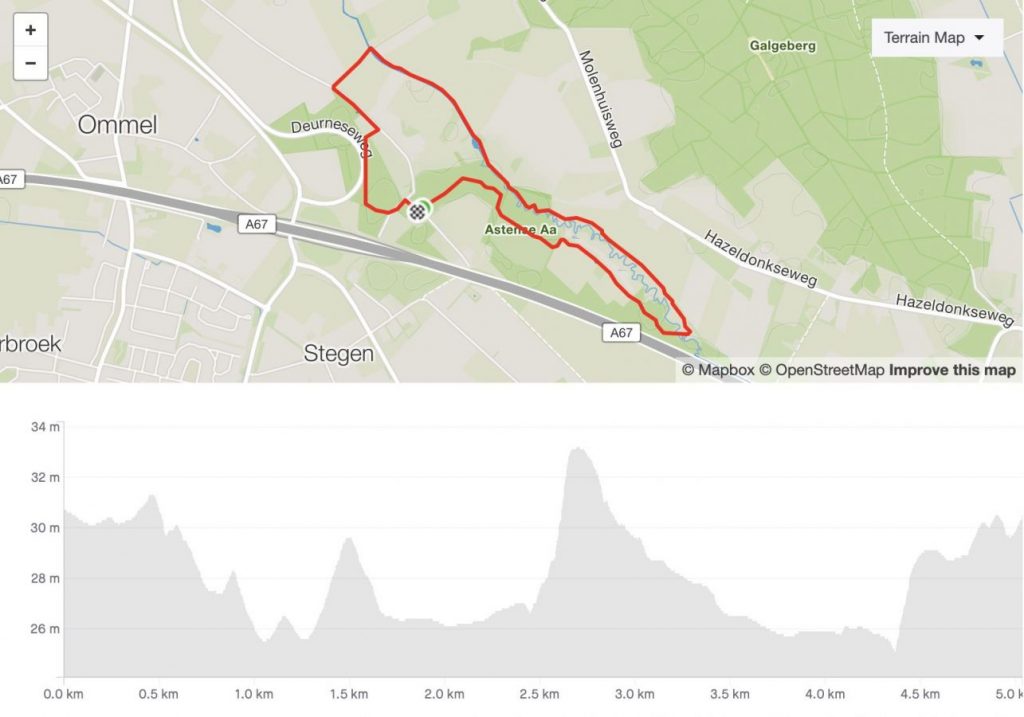 +
−
Terrain Map
Galgeberg
Molenhuisweg
Ommel
Deurneseweg
A67
A67
Astense Aa
Hazeldonkseweg
Hazeldonkseweg
rbroek
Stegen
A67
© Mapbox © OpenStreetMap Improve this map
34 m
32 m
30 m
28 m
26 m
0.0 km 0.5 km 1.0 km 1.5 km 2.0 km 2.5 km 3.0 km 3.5 km 4.0 km 4.5 km 5.0 k